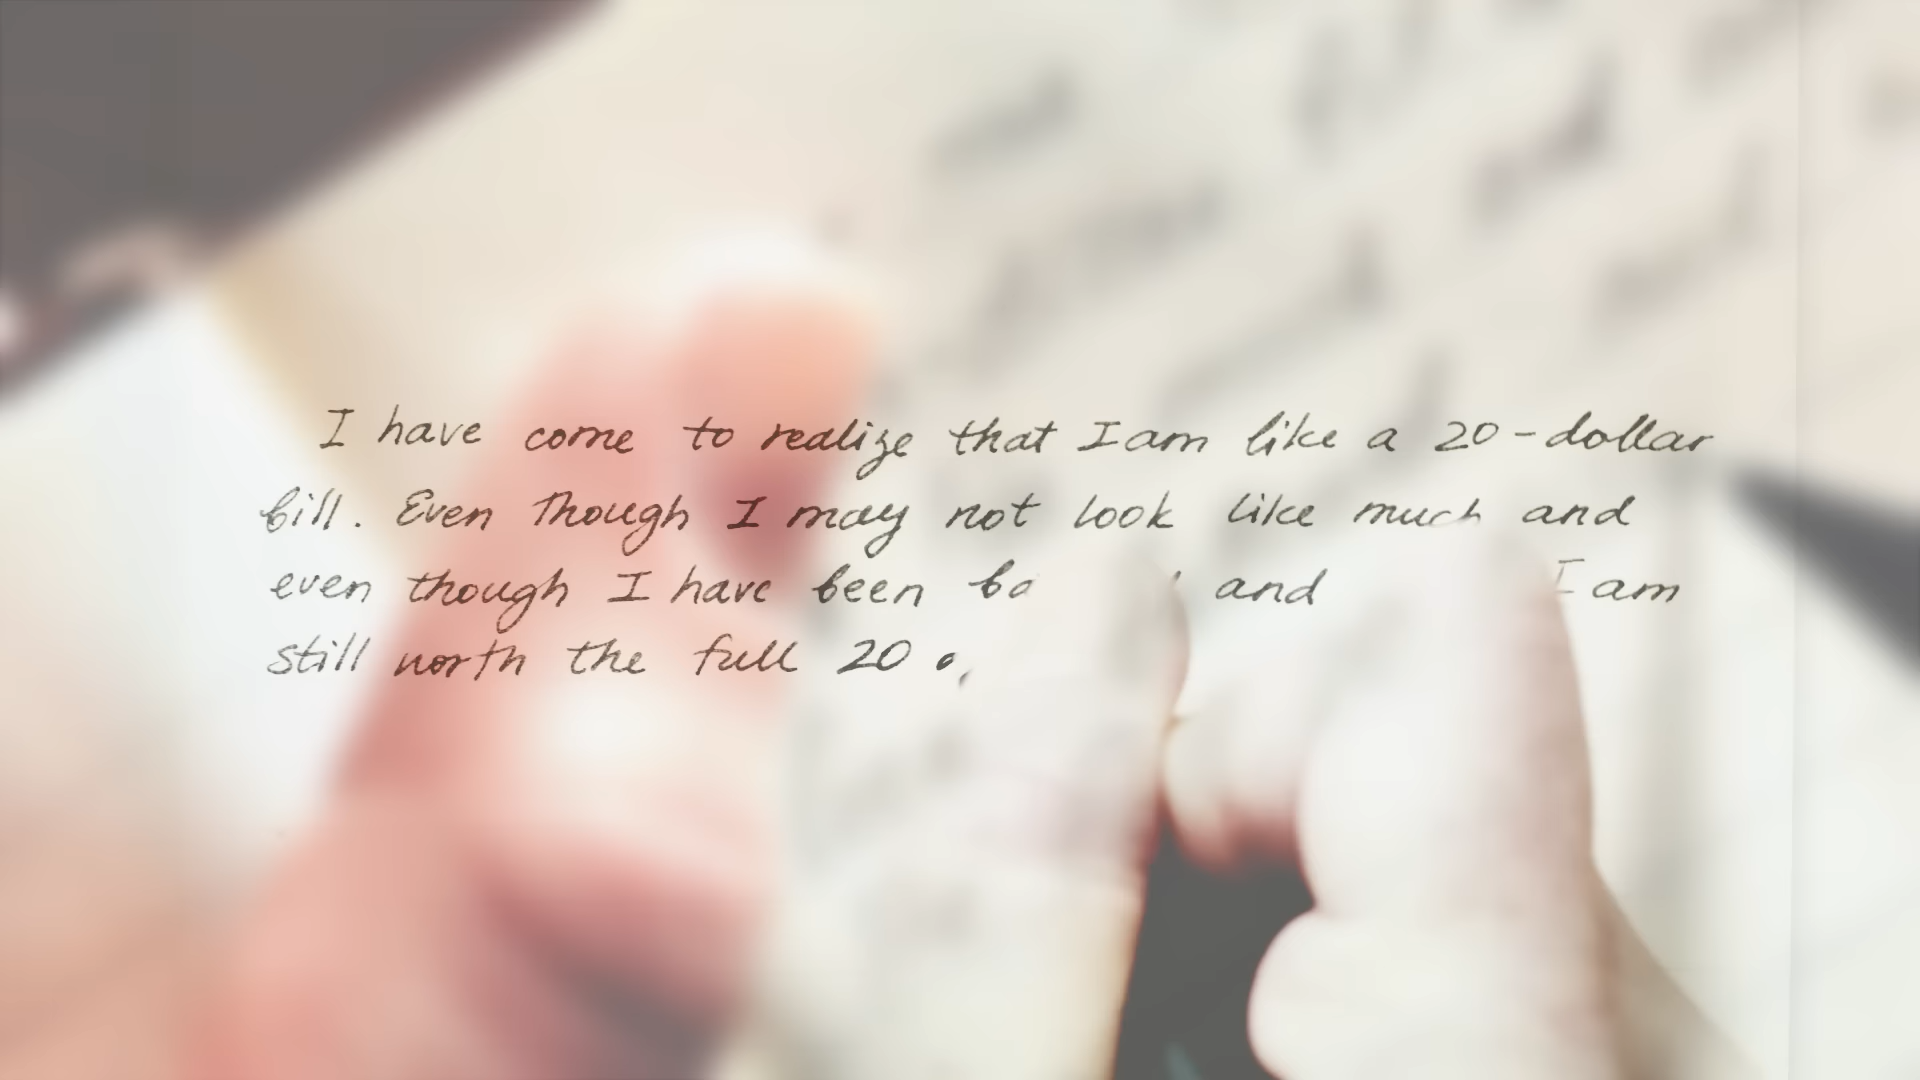 I have come to realize that I am like a 20-dollar
bill. Even Though I may not look like much and
even though I have been and I am
still worth the full 20